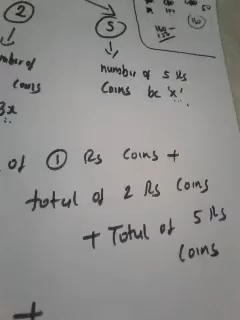 2
5
number of
coins
3x
number of 5 Rs
coins be 'x'
of 1 Rs coins +
total of 2 Rs coins
+ Total of 5 Rs
coins
+